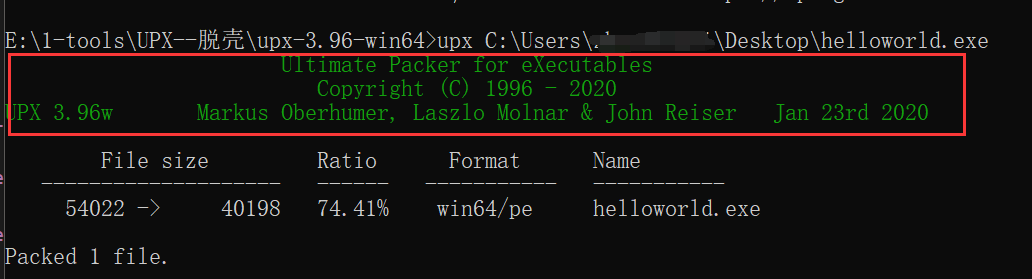 E:\1-tools\UPX--脱壳\upx-3.96-win64>upx C:\Users\ \Desktop\helloworld.exe
Ultimate Packer for eXecutables
Copyright (C) 1996 - 2020
UPX 3.96w Markus Oberhumer, Laszlo Molnar & John Reiser Jan 23rd 2020
File size Ratio Format Name
-------------------- ------ ----------- -----------
54022 -> 40198 74.41% win64/pe helloworld.exe
Packed 1 file.